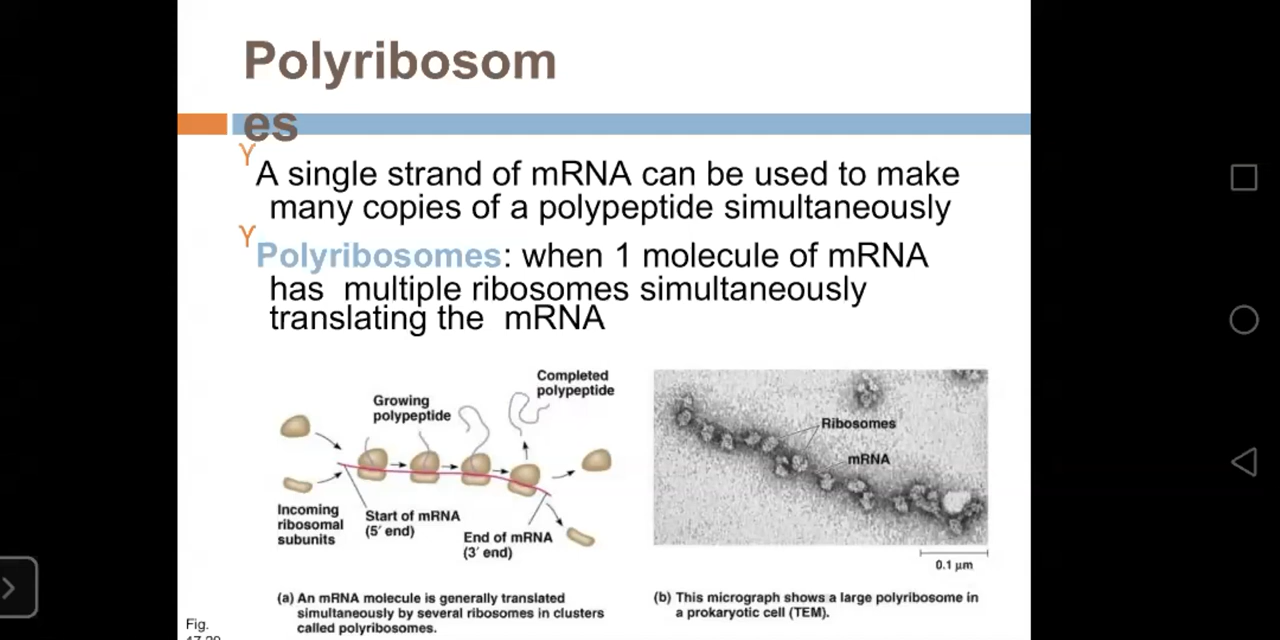 Polyribosom
es
A single strand of mRNA can be used to make
many copies of a polypeptide simultaneously
Polyribosomes: when 1 molecule of mRNA
has multiple ribosomes simultaneously
translating the mRNA
Completed
polypeptide
Growing
polypeptide
Incoming
ribosomal
subunits
Start of mRNA
(5′ end)
End of mRNA
(3′ end)
Ribosomes
mRNA
0.1 μm
(a) An mRNA molecule is generally translated
simultaneously by several ribosomes in clusters
called polyribosomes.
(b) This micrograph shows a large polyribosome in
a prokaryotic cell (TEM).
Fig.